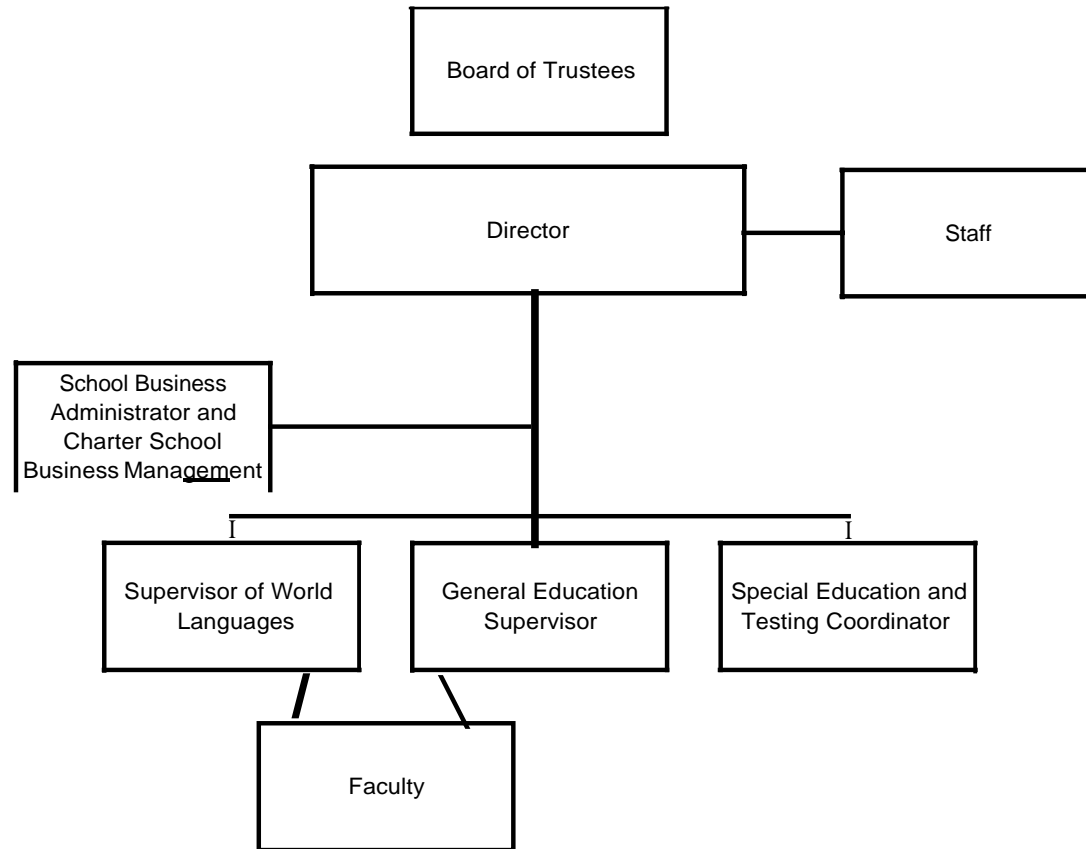 Board of Trustees
Director
Staff
School Business
Administrator and
Charter School
Business Management
I
I
Supervisor of World
Languages
General Education
Supervisor
Special Education and
Testing Coordinator
Faculty